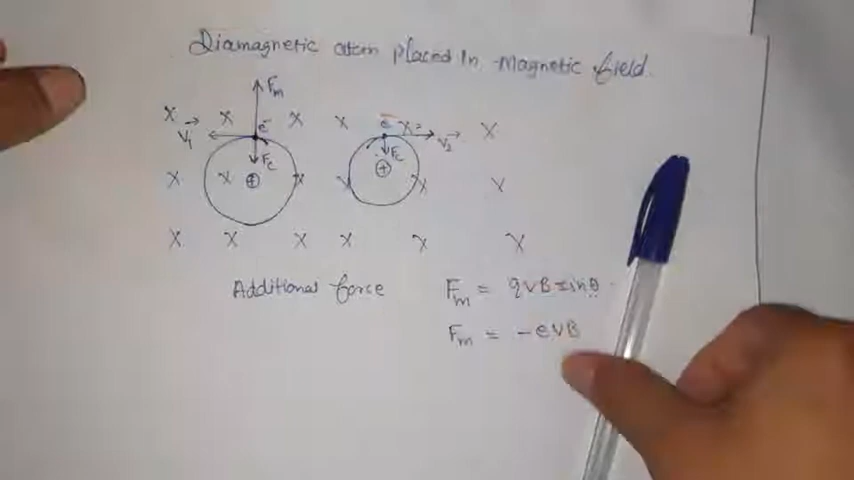 Diamagnetic atom placed in Magnetic field.
Fm
X X X X e⁻ X X
V₁ e⁻ V₂
Fc Fc
X X + X X + X X
X X X X X X
Additional force Fm = qVB sinθ
Fm = -eVB